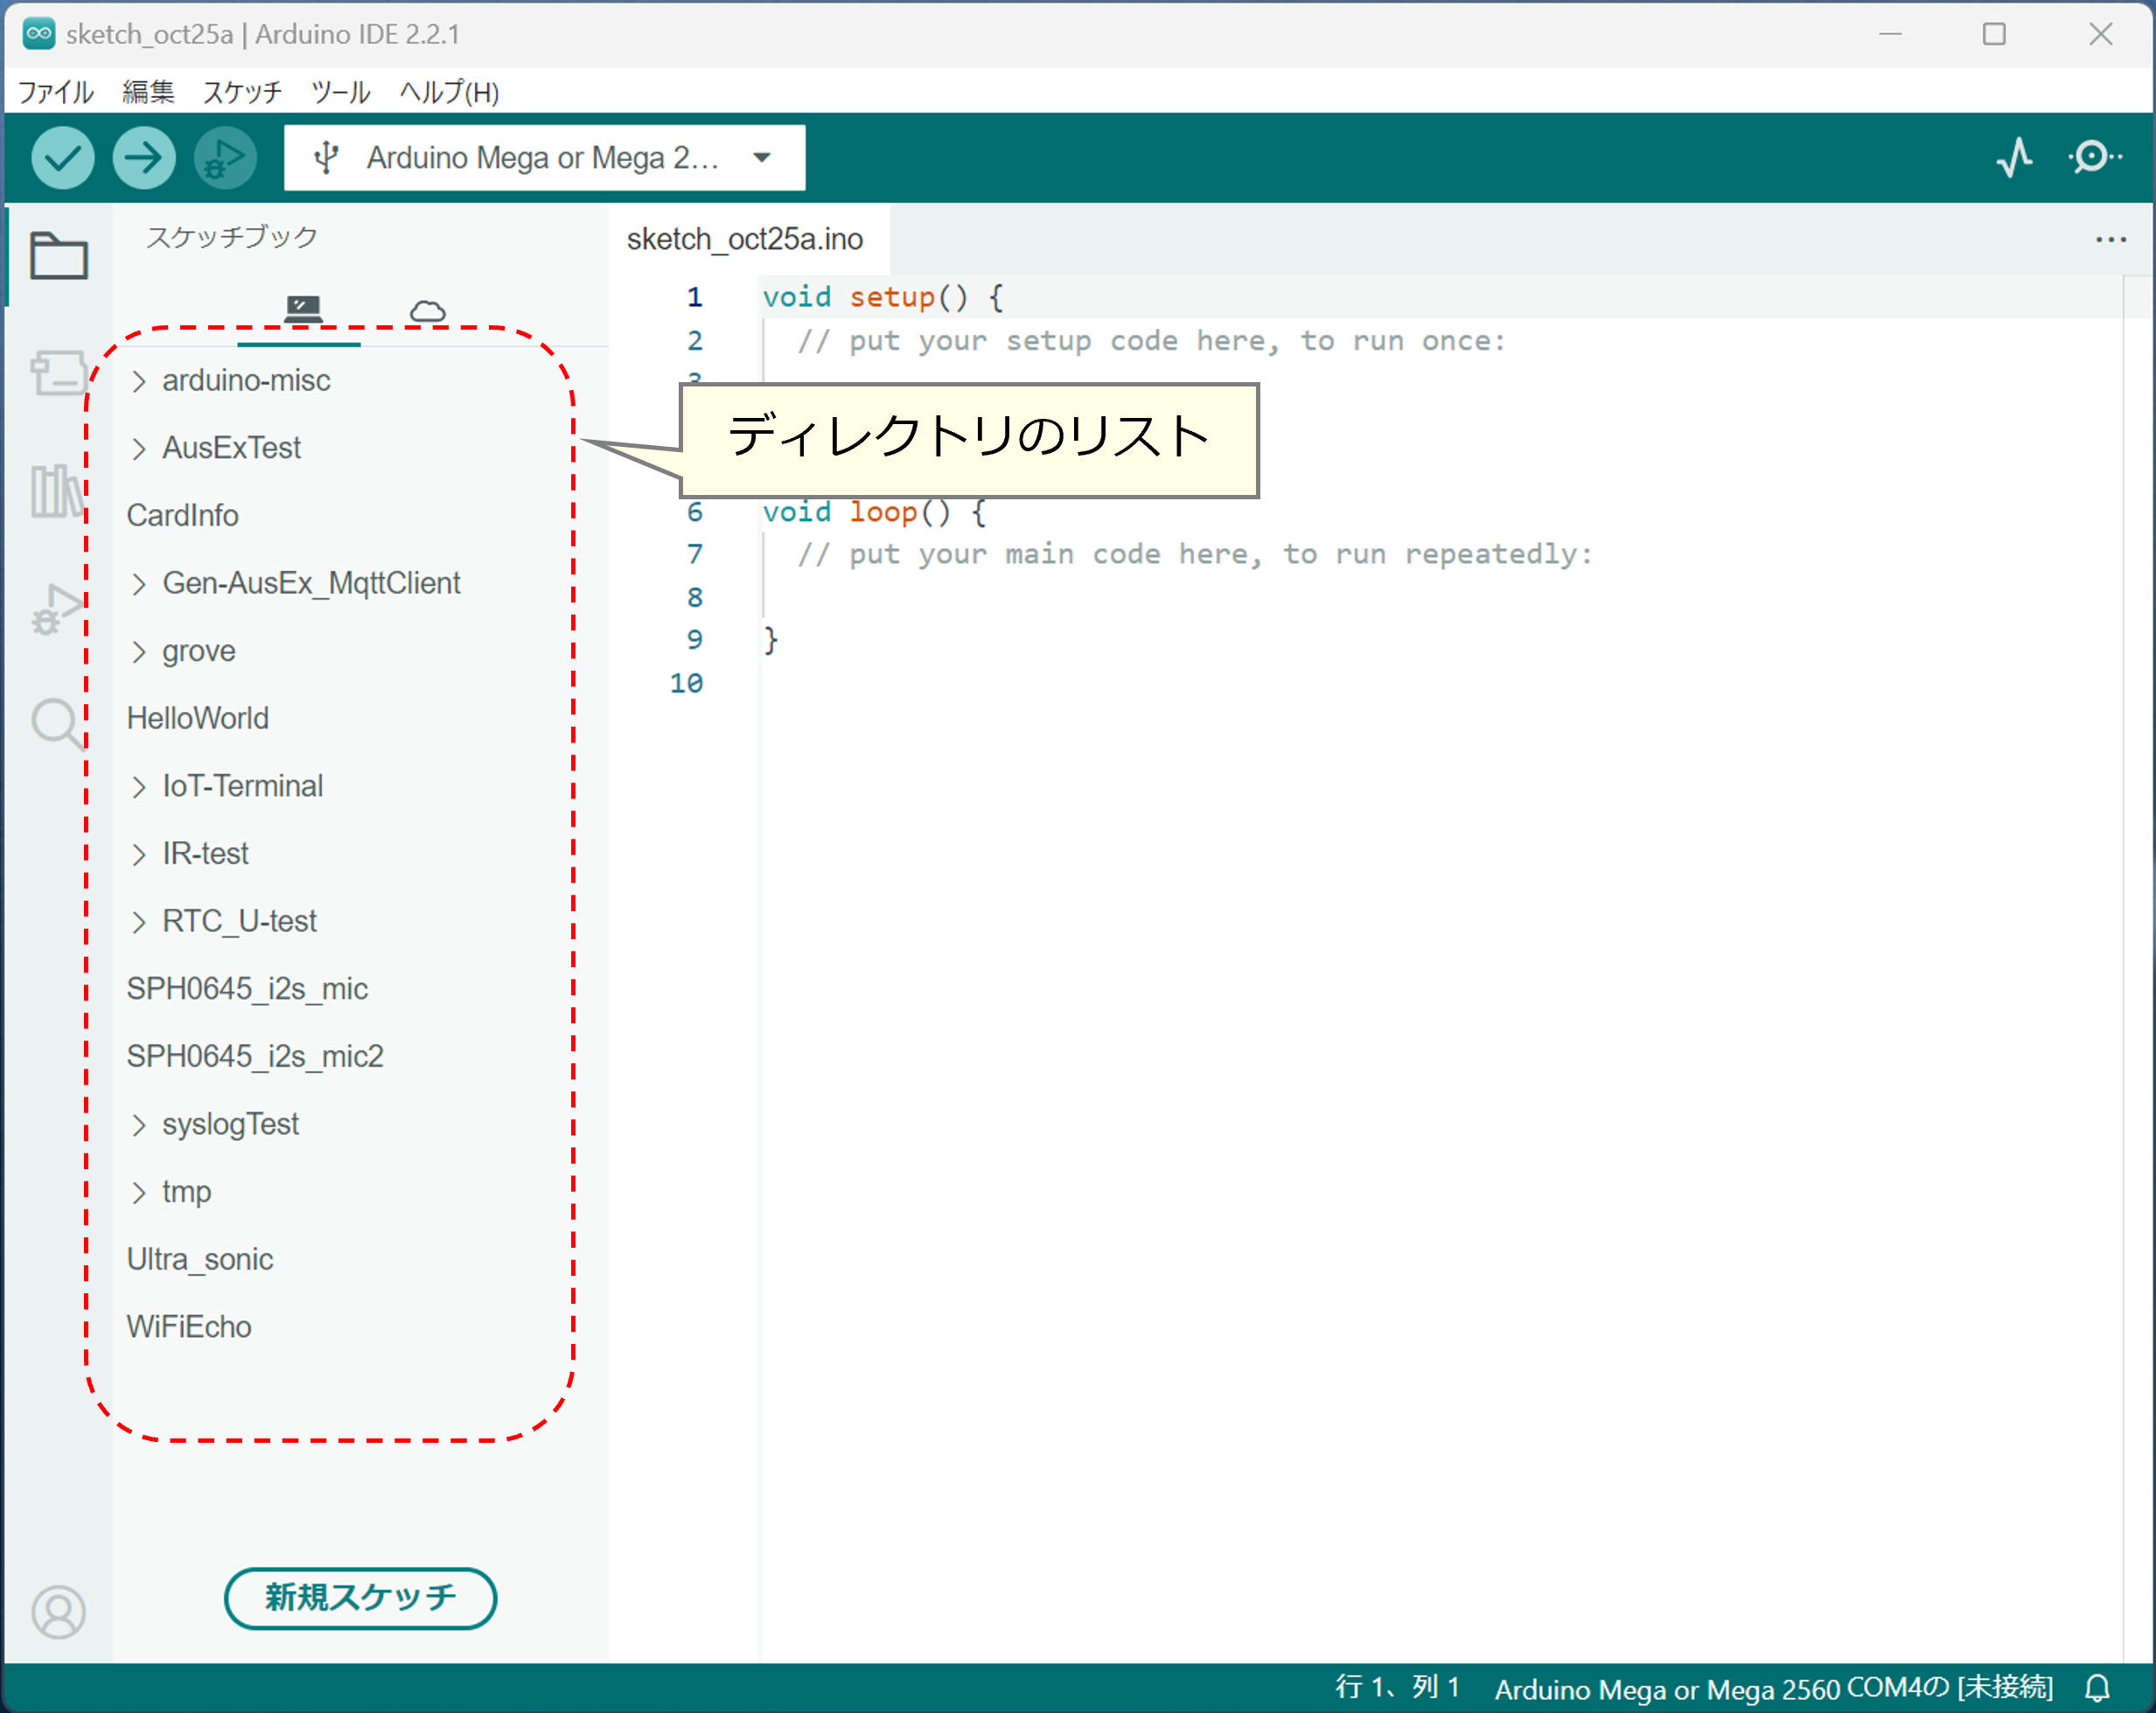 sketch_oct25a | Arduino IDE 2.2.1
ファイル 編集 スケッチ ツール ヘルプ(H)
Arduino Mega or Mega 2...
スケッチブック
arduino-misc
AusExTest
CardInfo
Gen-AusEx_MqttClient
grove
HelloWorld
IoT-Terminal
IR-test
RTC_U-test
SPH0645_i2s_mic
SPH0645_i2s_mic2
syslogTest
tmp
Ultra_sonic
WiFiEcho
新規スケッチ
sketch_oct25a.ino
1 void setup() {
2 // put your setup code here, to run once:
3
ディレクトリのリスト
6 void loop() {
7 // put your main code here, to run repeatedly:
8
9 }
10
行 1、列 1 Arduino Mega or Mega 2560 COM4の [未接続]